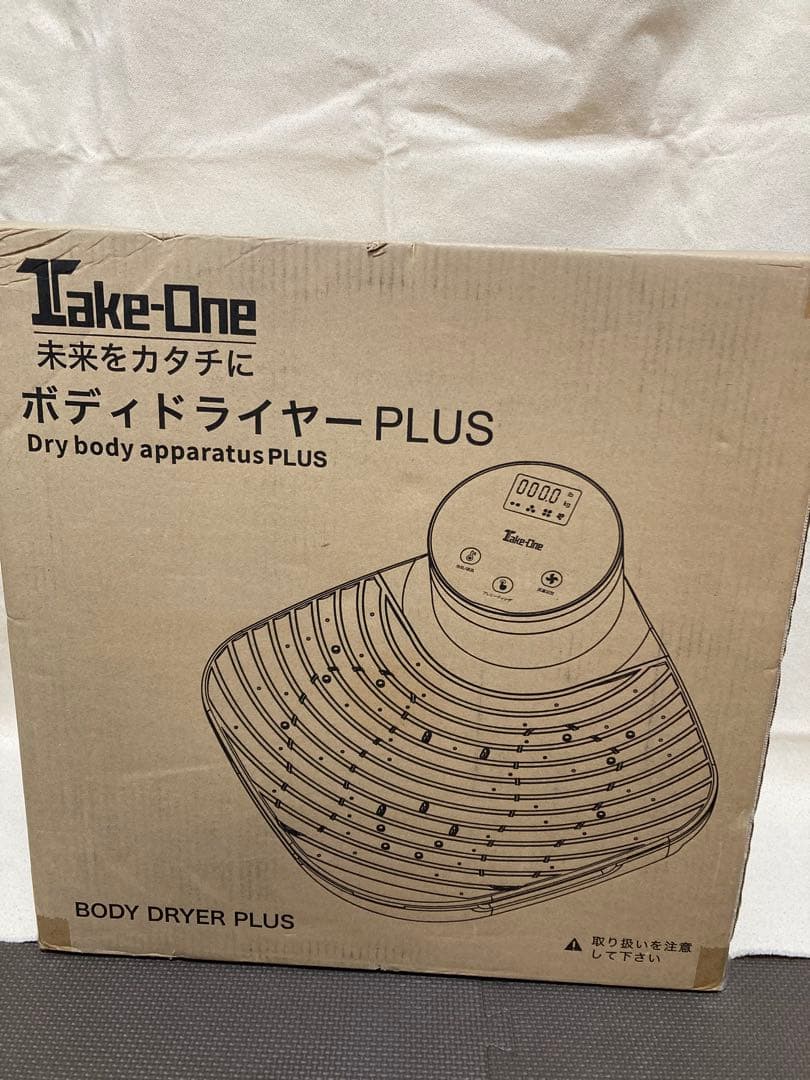 Take-One
未来をカタチに
ボディドライヤーPLUS
Dry body apparatus PLUS
000.0
Take-One
BODY DRYER PLUS
取り扱いを注意
して下さい